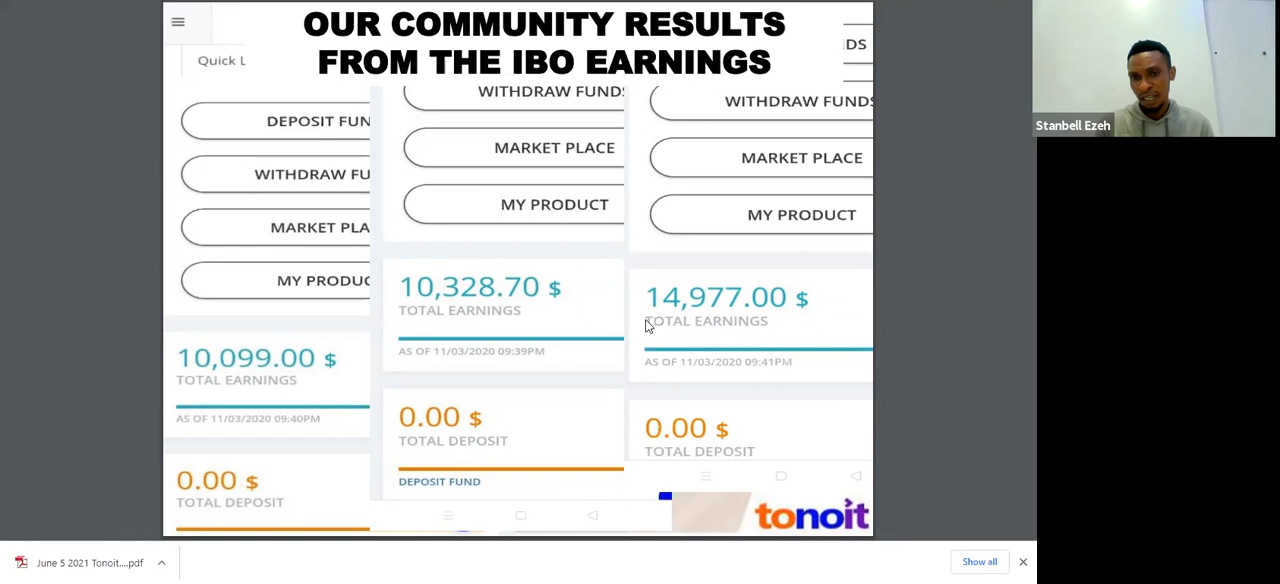 OUR COMMUNITY RESULTS
FROM THE IBO EARNINGS
Quick L
DEPOSIT FUN
WITHDRAW FU
MARKET PLA
MY PRODUC
10,099.00 $
TOTAL EARNINGS
AS OF 11/03/2020 09:40PM
0.00 $
TOTAL DEPOSIT
WITHDRAW FUNDS
MARKET PLACE
MY PRODUCT
10,328.70 $
TOTAL EARNINGS
AS OF 11/03/2020 09:39PM
0.00 $
TOTAL DEPOSIT
DEPOSIT FUND
DS
WITHDRAW FUNDS
MARKET PLACE
MY PRODUCT
14,977.00 $
TOTAL EARNINGS
AS OF 11/03/2020 09:41PM
0.00 $
TOTAL DEPOSIT
tonoit
Stanbell Ezeh
June 5 2021 Tonoit....pdf
Show all